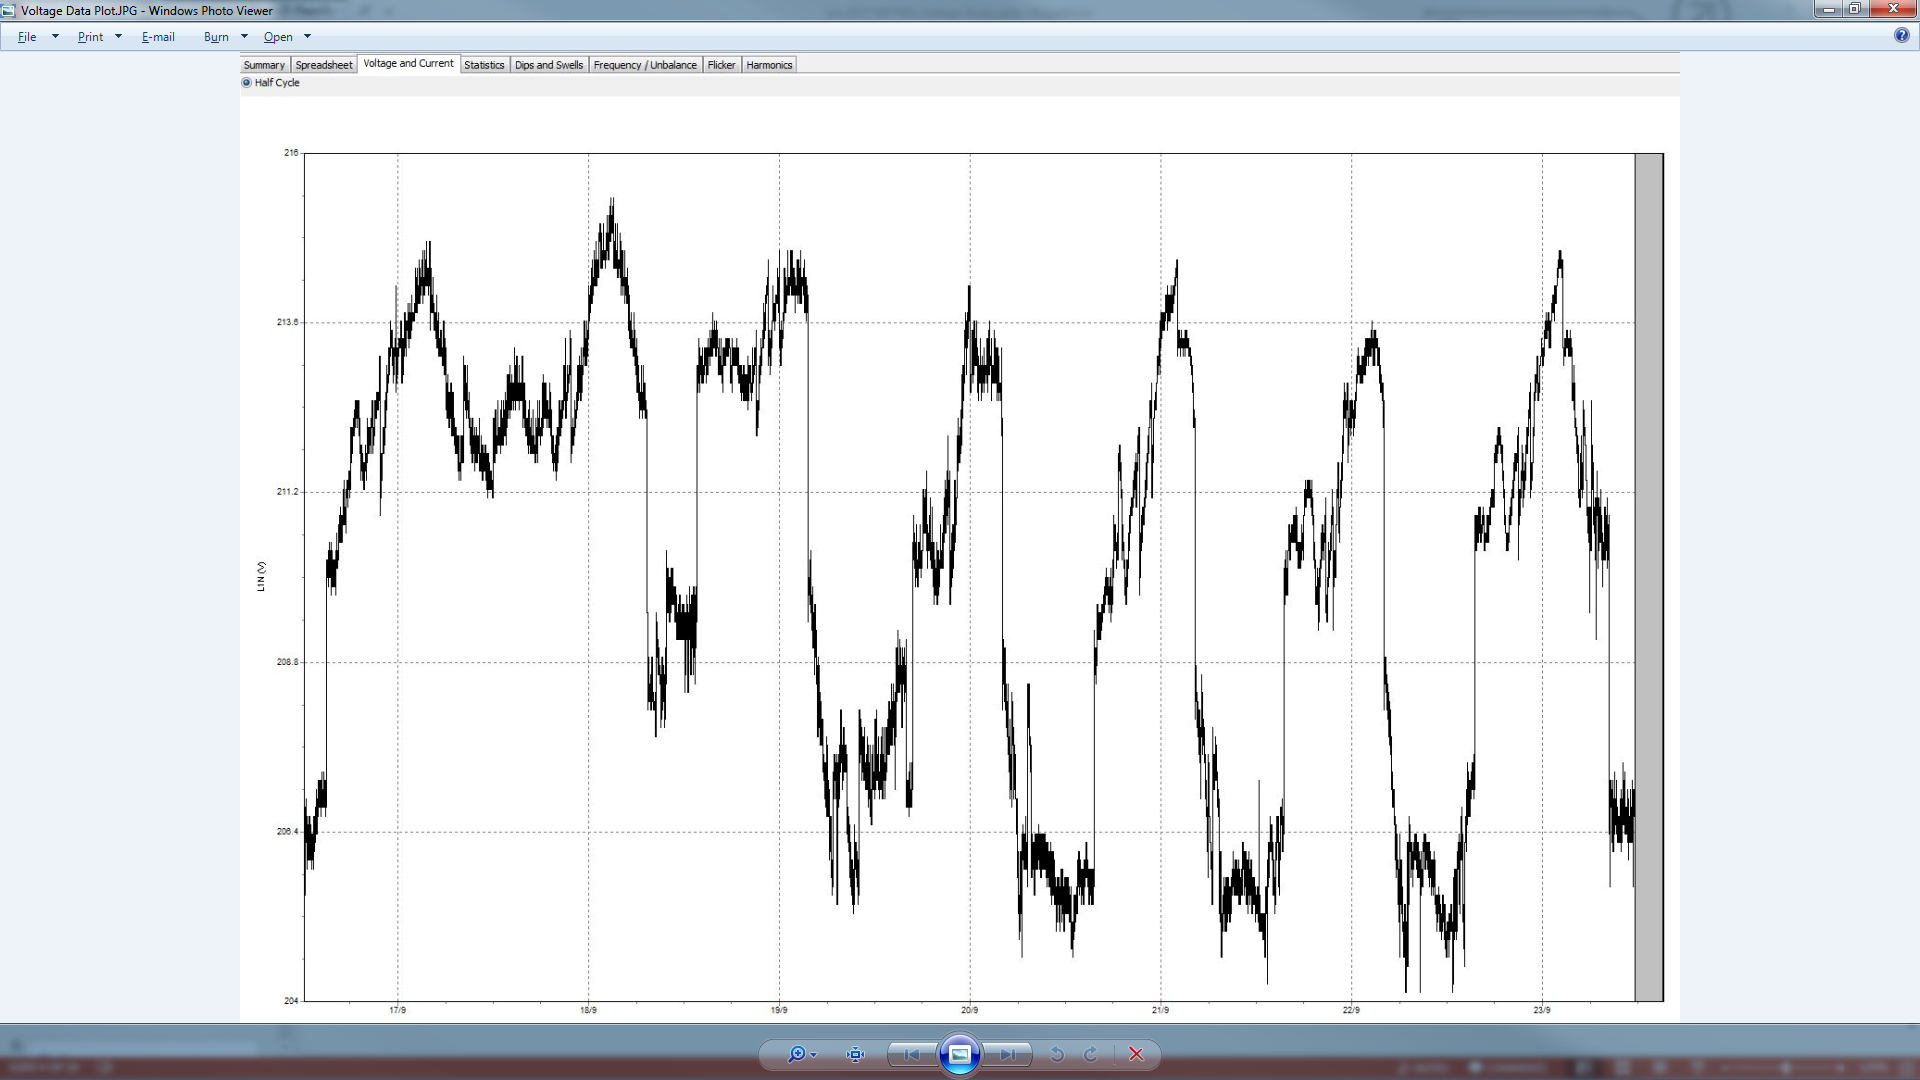 Voltage Data Plot.JPG - Windows Photo Viewer
File Print E-mail Burn Open
Summary Spreadsheet Voltage and Current Statistics Dips and Swells Frequency / Unbalance Flicker Harmonics
Half Cycle
216
213.6
211.2
L1N (V)
208.8
206.4
204
17/9 18/9 19/9 20/9 21/9 22/9 23/9